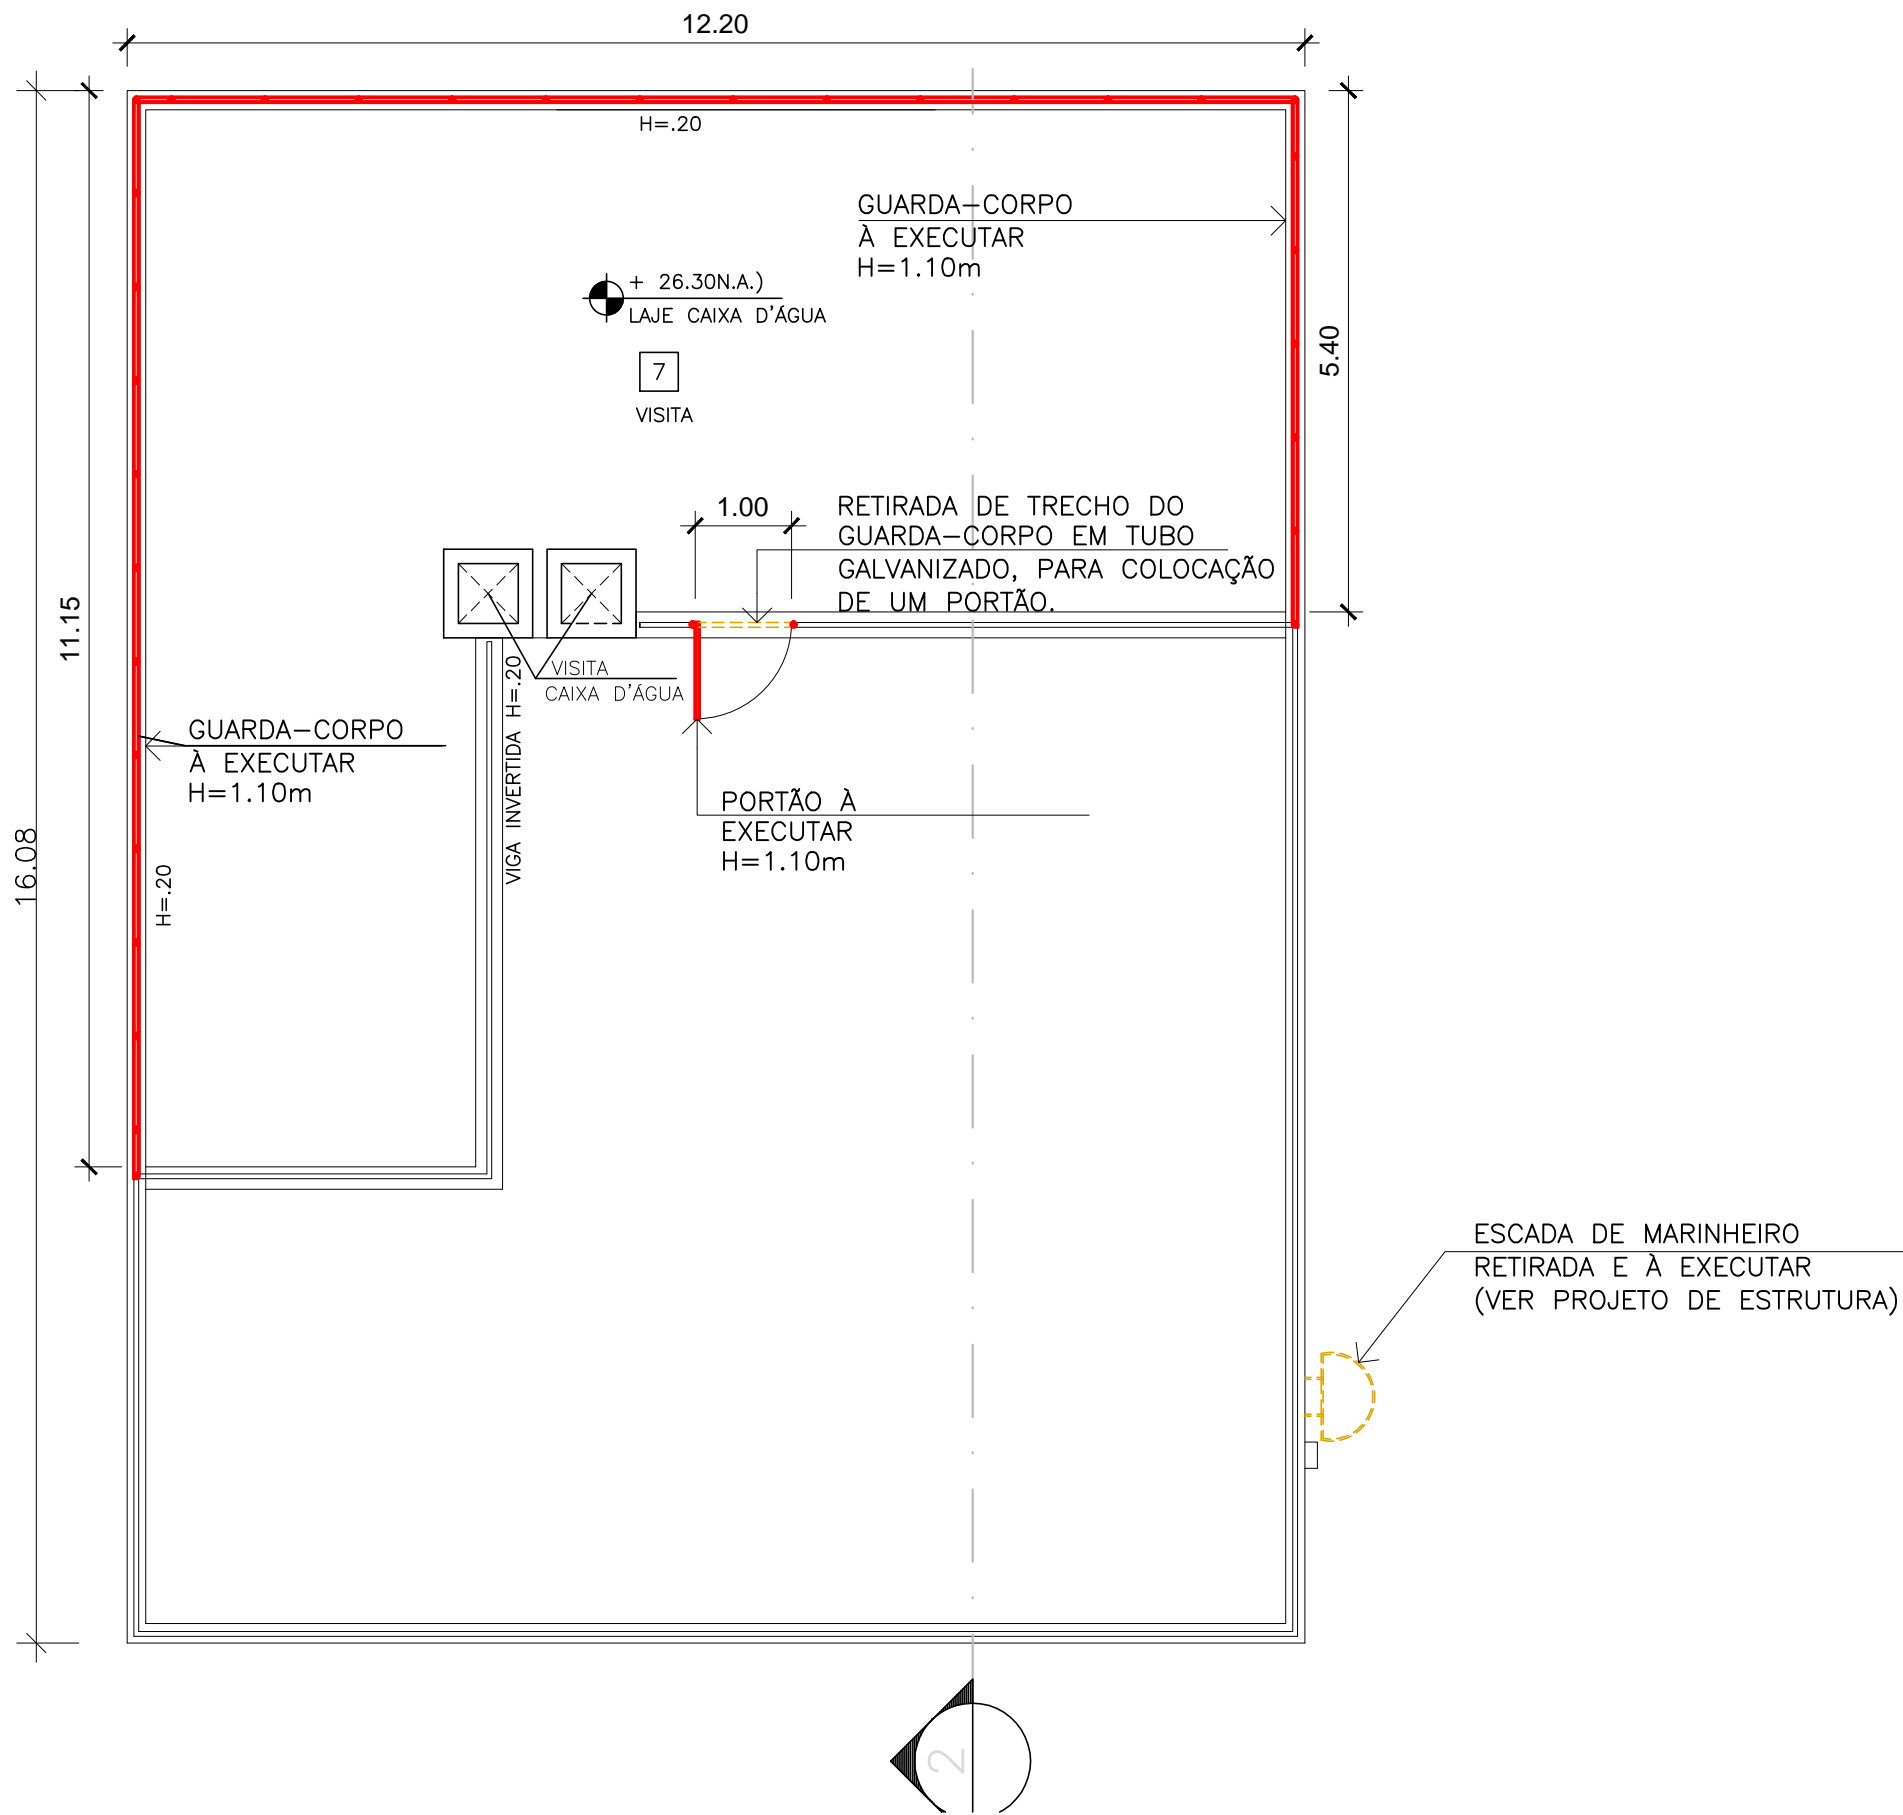 12.20
H=.20
GUARDA-CORPO
À EXECUTAR
H=1.10m
+ 26.30N.A.)
LAJE CAIXA D'ÁGUA
7
VISITA
5.40
1.00
RETIRADA DE TRECHO DO
GUARDA-CORPO EM TUBO
GALVANIZADO, PARA COLOCAÇÃO
DE UM PORTÃO.
11.15
VISITA
CAIXA D'ÁGUA
VIGA INVERTIDA H=.20
GUARDA-CORPO
À EXECUTAR
H=1.10m
PORTÃO À
EXECUTAR
H=1.10m
16.08
H=.20
ESCADA DE MARINHEIRO
RETIRADA E À EXECUTAR
(VER PROJETO DE ESTRUTURA)
2